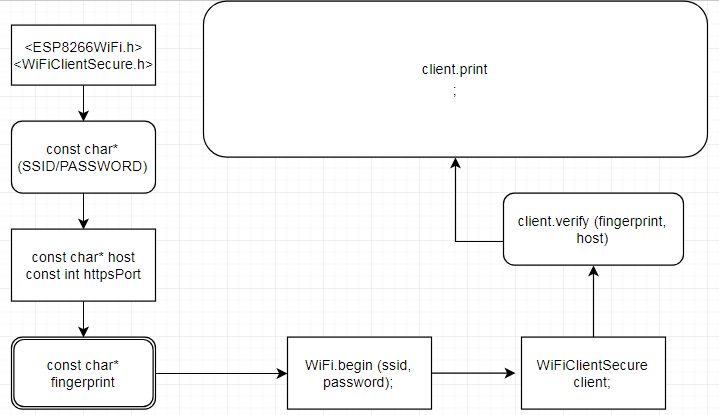 <ESP8266WiFi.h>
<WiFiClientSecure.h>
const char*
(SSID/PASSWORD)
const char* host
const int httpsPort
const char*
fingerprint
WiFi.begin (ssid,
password);
WiFiClientSecure
client;
client.verify (fingerprint,
host)
client.print
;